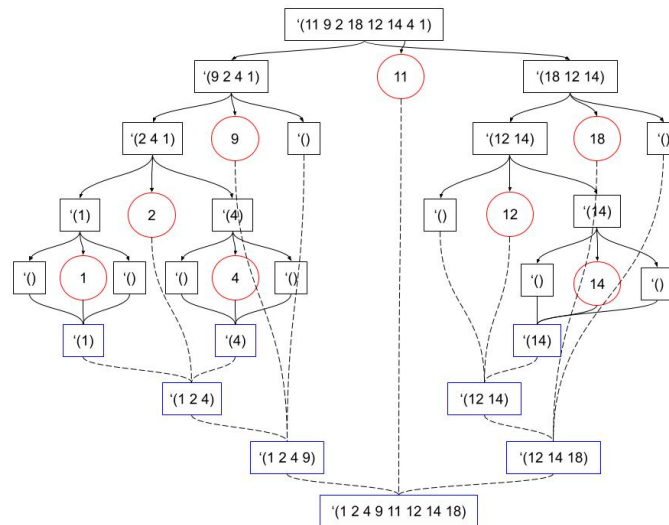 ‘(11 9 2 18 12 14 4 1)
‘(9 2 4 1) 11 ‘(18 12 14)
‘(2 4 1) 9 ‘() ‘(12 14) 18 ‘()
‘(1) 2 ‘(4) ‘() 12 ‘(14)
‘() 1 ‘() ‘() 4 ‘() ‘() 14 ‘()
‘(1) ‘(4) ‘(14)
‘(1 2 4) ‘(12 14)
‘(1 2 4 9) ‘(12 14 18)
‘(1 2 4 9 11 12 14 18)